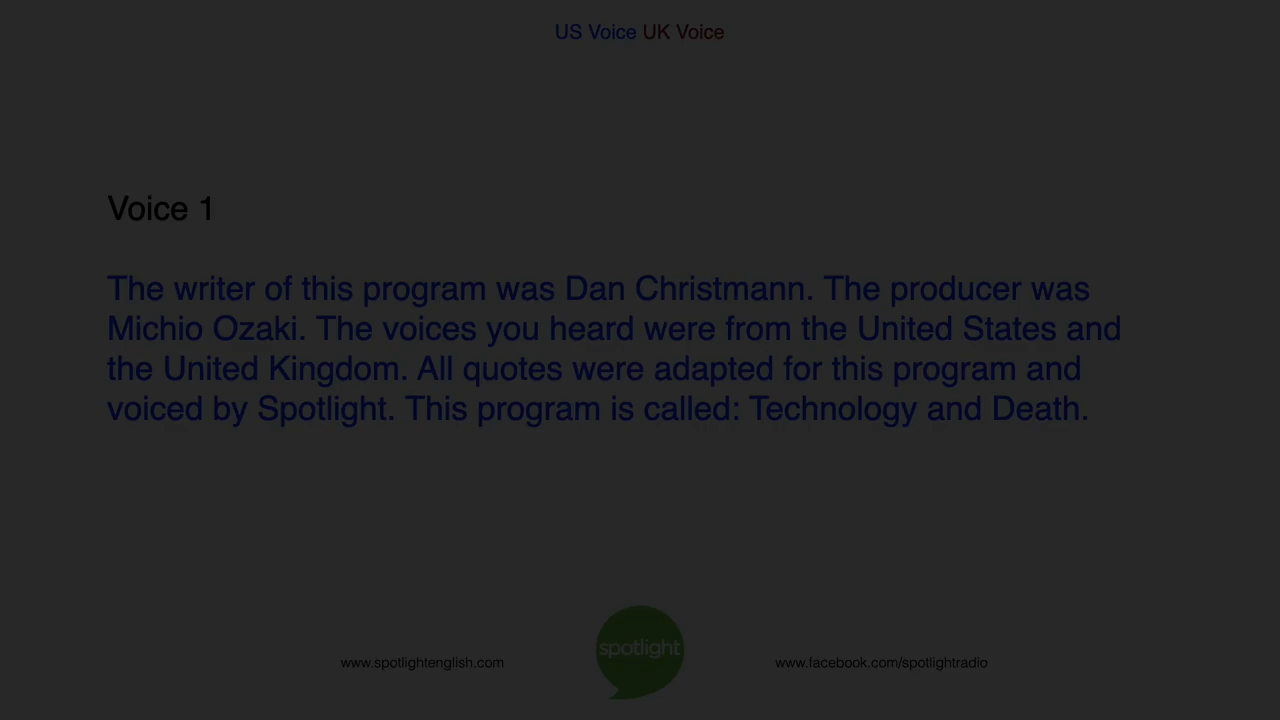 US Voice UK Voice
Voice 1
The writer of this program was Dan Christmann. The producer was
Michio Ozaki. The voices you heard were from the United States and
the United Kingdom. All quotes were adapted for this program and
voiced by Spotlight. This program is called: Technology and Death.
spotlight
www.spotlightenglish.com
www.facebook.com/spotlightradio